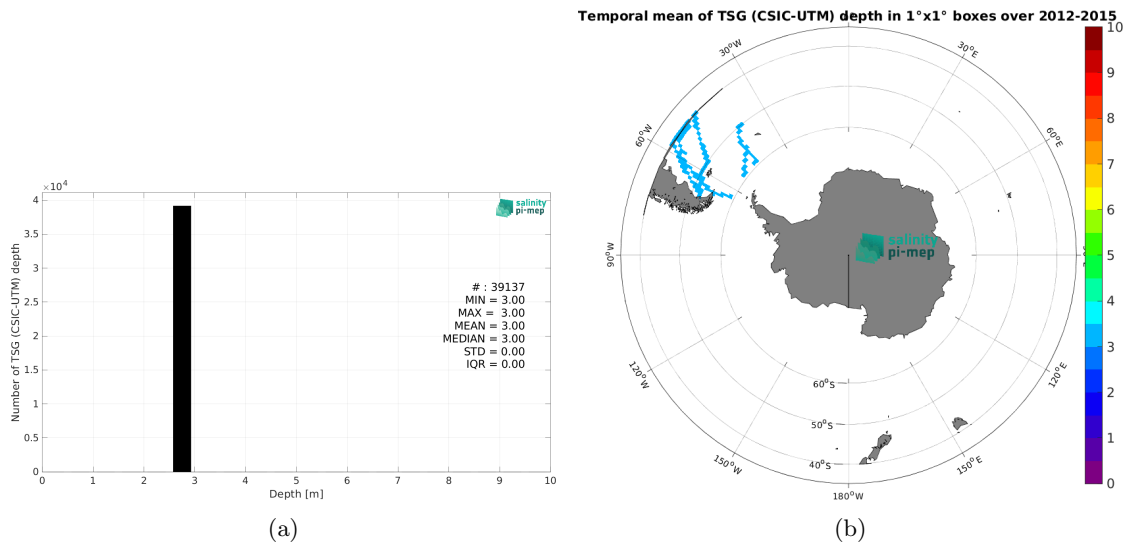 Temporal mean of TSG (CSIC-UTM) depth in 1°x1° boxes over 2012-2015
×10⁴
4
3.5
3
2.5
2
1.5
1
0.5
0
Number of TSG (CSIC-UTM) depth
0 1 2 3 4 5 6 7 8 9 10
Depth [m]
salinity
pi-mep
# : 39137
MIN = 3.00
MAX = 3.00
MEAN = 3.00
MEDIAN = 3.00
STD = 0.00
IQR = 0.00
(a)
30°W
30°E
60°W
60°E
90°W
120°W
120°E
150°W
150°E
180°W
60°S
50°S
40°S
salinity
pi-mep
10
9
8
7
6
5
4
3
2
1
0
(b)